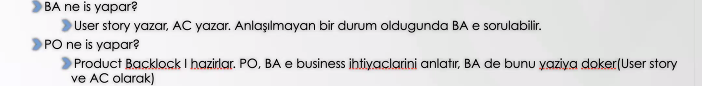 BA ne is yapar?
User story yazar, AC yazar. Anlaşılmayan bir durum oldugunda BA e sorulabilir.
PO ne is yapar?
Product Backlock I hazirlar. PO, BA e business ihtiyaclarini anlatır, BA de bunu yaziya doker(User story
ve AC olarak)